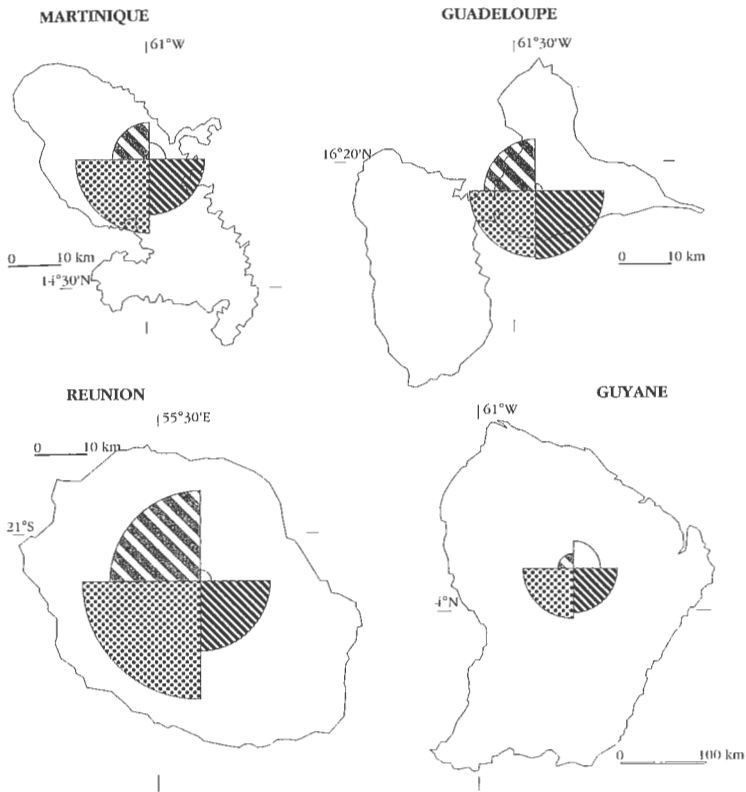 MARTINIQUE
61°W
0 10 km
14°30'N
GUADELOUPE
61°30'W
16°20'N
0 10 km
REUNION
55°30'E
0 10 km
21°S
GUYANE
61°W
4°N
0 100 km